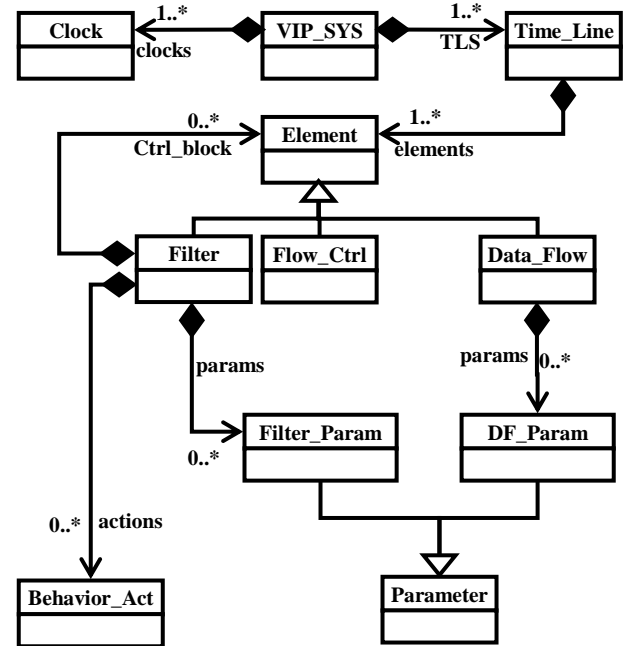 Clock
1..*
clocks
VIP_SYS
1..*
TLS
Time_Line
0..*
Ctrl_block
Element
1..*
elements
Filter
Flow_Ctrl
Data_Flow
params
params
0..*
Filter_Param
0..*
DF_Param
0..*
actions
Behavior_Act
Parameter